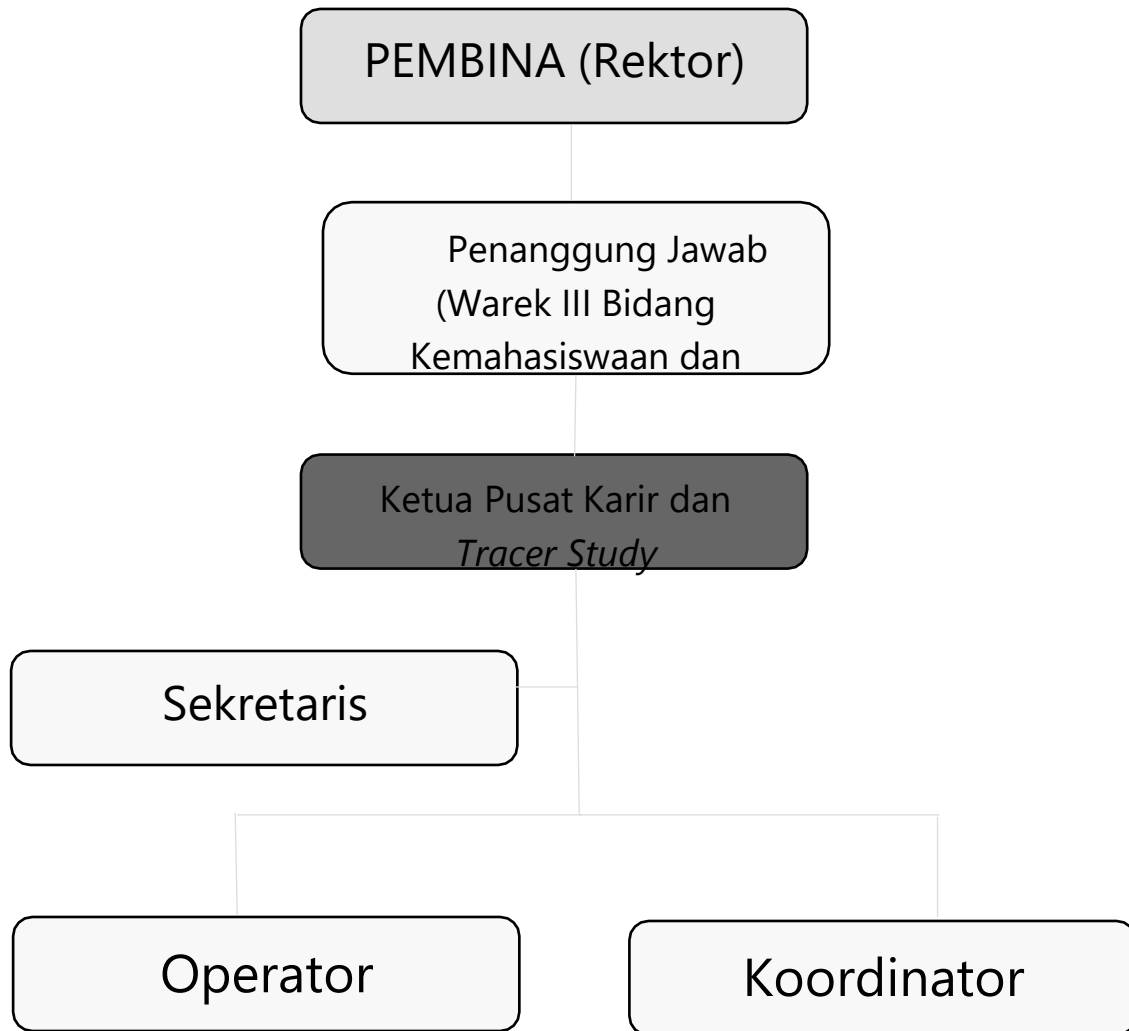 PEMBINA (Rektor)
Penanggung Jawab
(Warek III Bidang
Kemahasiswaan dan
Ketua Pusat Karir dan
Tracer Study
Sekretaris
Operator
Koordinator